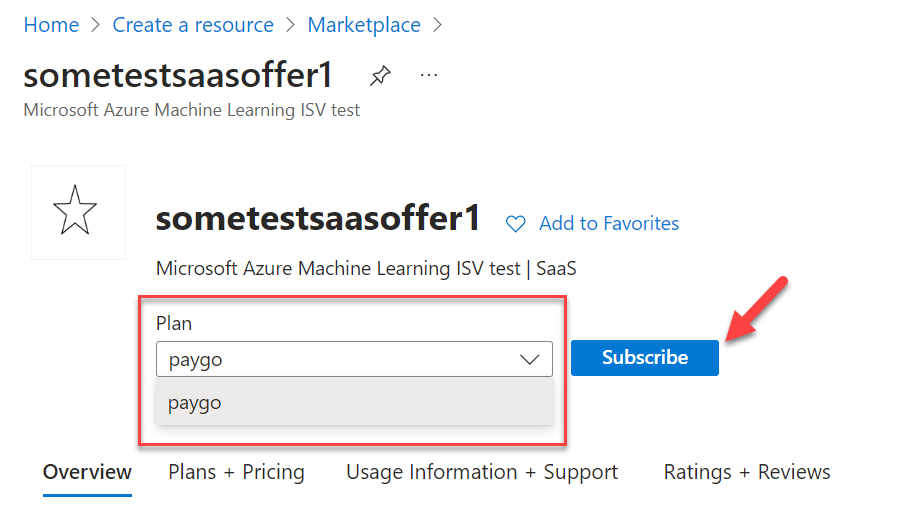 Home > Create a resource > Marketplace >
sometestsaasoffer1 ...
Microsoft Azure Machine Learning ISV test
sometestsaasoffer1 Add to Favorites
Microsoft Azure Machine Learning ISV test | SaaS
Plan
paygo Subscribe
paygo
Overview Plans + Pricing Usage Information + Support Ratings + Reviews